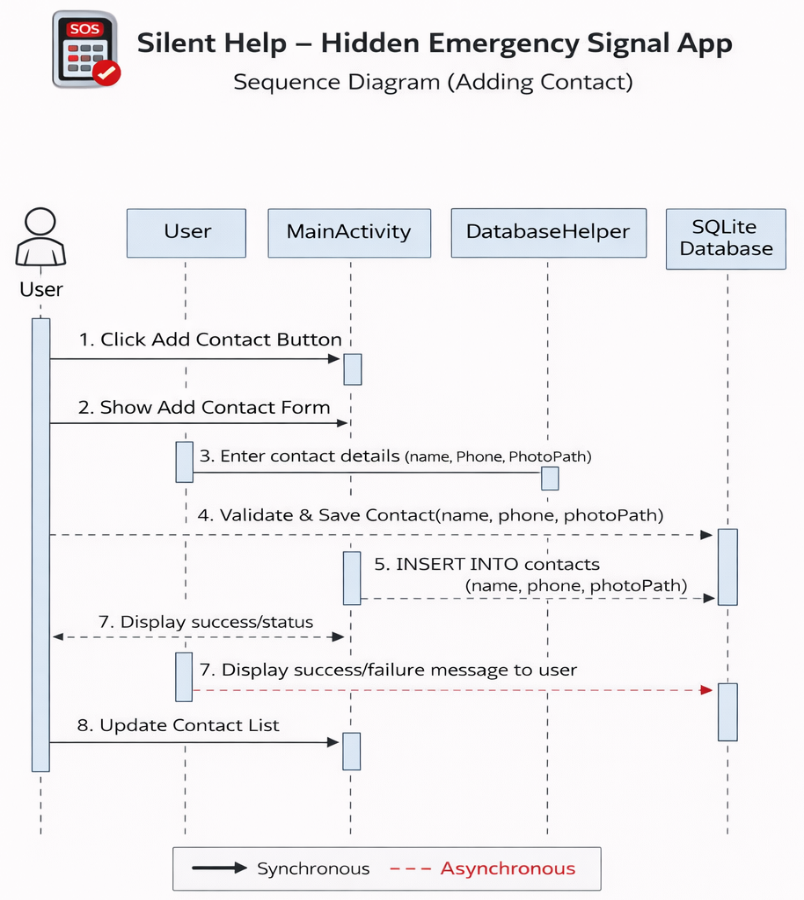 SOS
Silent Help – Hidden Emergency Signal App
Sequence Diagram (Adding Contact)
User
User
MainActivity
DatabaseHelper
SQLite
Database
1. Click Add Contact Button
2. Show Add Contact Form
3. Enter contact details (name, Phone, PhotoPath)
4. Validate & Save Contact(name, phone, photoPath)
5. INSERT INTO contacts
(name, phone, photoPath)
7. Display success/status
7. Display success/failure message to user
8. Update Contact List
Synchronous
Asynchronous